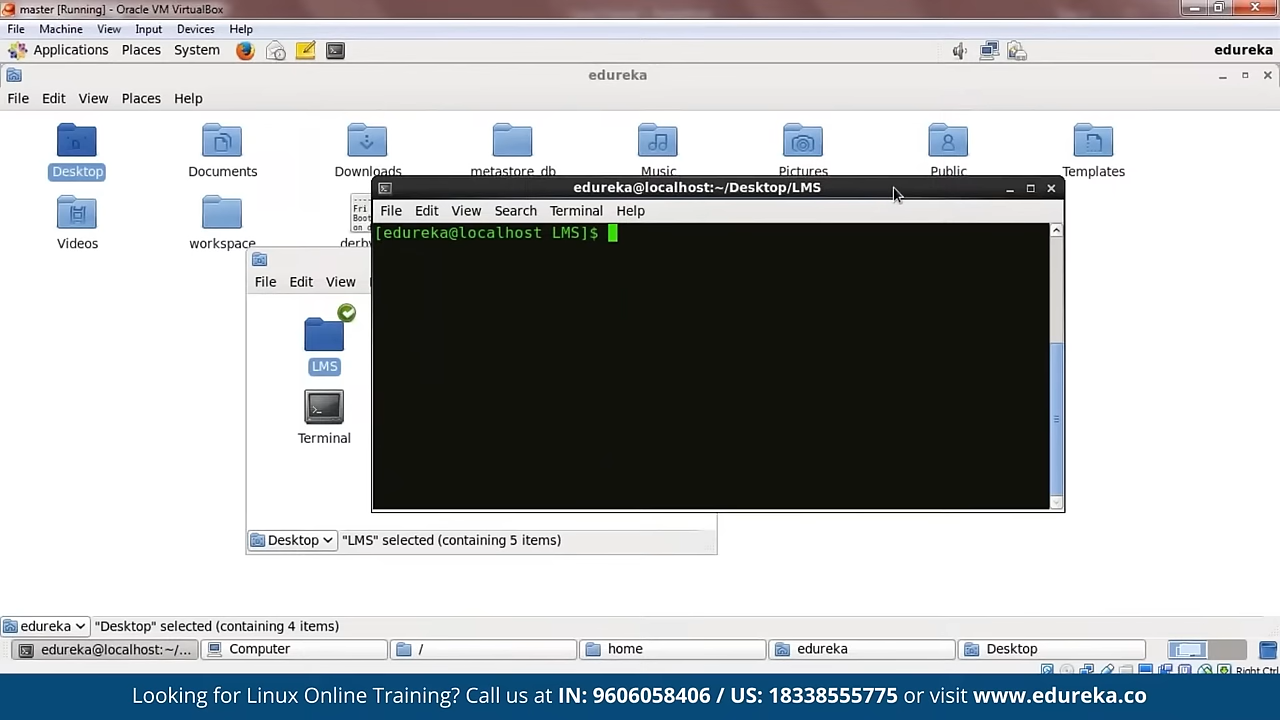 master [Running] - Oracle VM VirtualBox
File Machine View Input Devices Help
Applications Places System
edureka
edureka
File Edit View Places Help
Desktop Documents Downloads metastore_db Music Pictures Public Templates
edureka@localhost:~/Desktop/LMS
Videos workspace
File Edit View Search Terminal Help
[edureka@localhost LMS]$
File Edit View
LMS
Terminal
Desktop "LMS" selected (containing 5 items)
edureka "Desktop" selected (containing 4 items)
edureka@localhost:~/... Computer / home edureka Desktop
Right Ctrl
Looking for Linux Online Training? Call us at IN: 9606058406 / US: 18338555775 or visit www.edureka.co